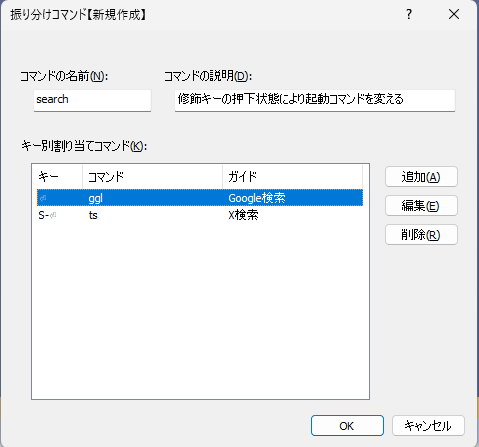 振り分けコマンド【新規作成】
コマンドの名前(N):
コマンドの説明(D):
search
修飾キーの押下状態により起動コマンドを変える
キー別割り当てコマンド(K):
キー コマンド ガイド
⏎ ggl Google検索
S-⏎ ts X検索
追加(A)
編集(E)
削除(R)
OK
キャンセル